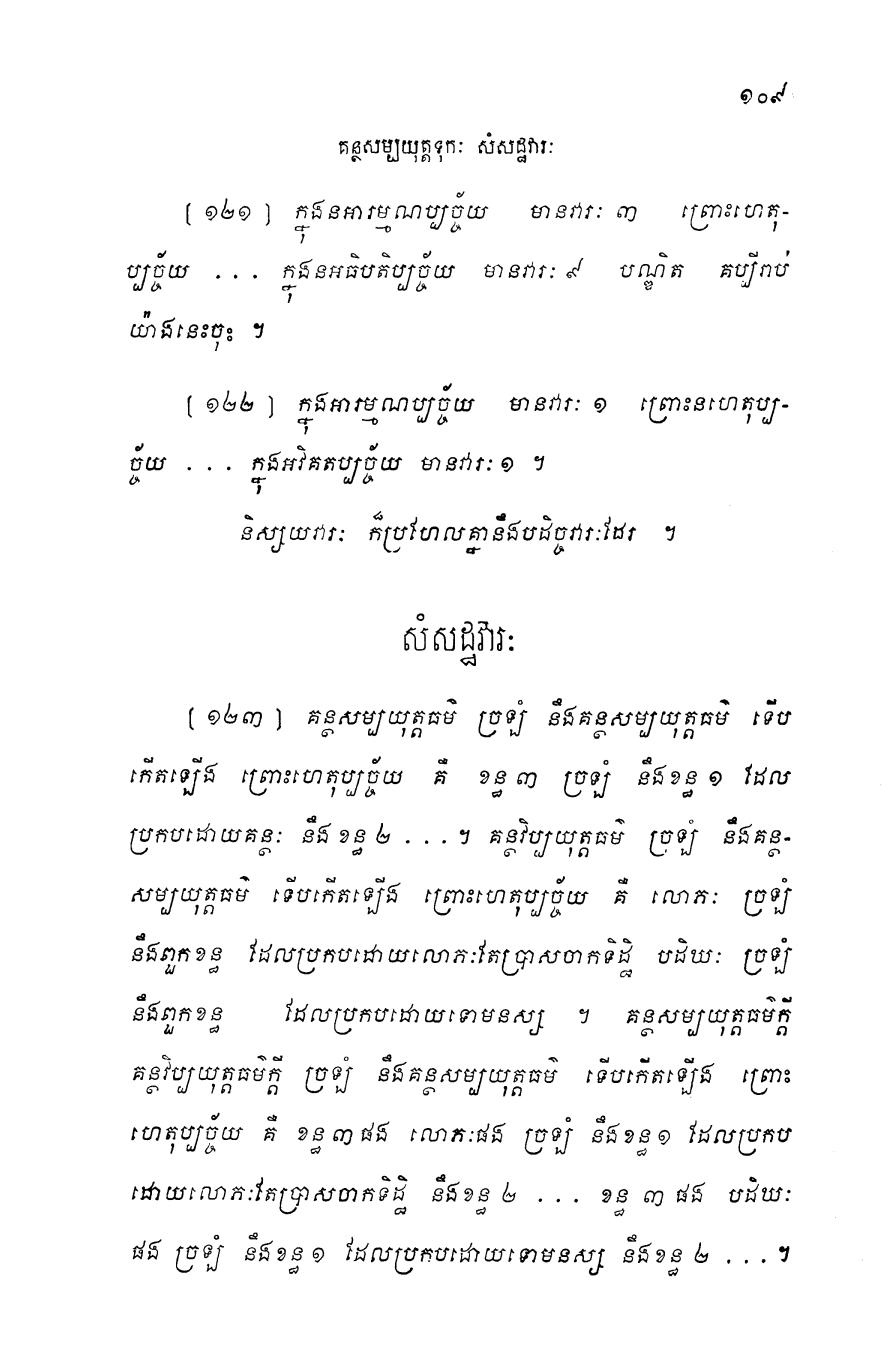 ១០៩
គន្ថសម្បយុត្តទុកៈ សំសដ្ឋវារៈ
[ ១២១ ] ក្នុងនអារម្មណប្បច្ច័យ មានវារៈ ៣ ព្រោះហេតុ-
ប្បច្ច័យ . . . ក្នុងនអធិបតិប្បច្ច័យ មានវារៈ ៩ បណ្ឌិត គប្បីរាប់
យ៉ាងនេះចុះ ។
[ ១២២ ] ក្នុងអារម្មណប្បច្ច័យ មានវារៈ ១ ព្រោះនហេតុប្ប-
ច្ច័យ . . . ក្នុងអវិគតប្បច្ច័យ មានវារៈ ១ ។
និស្សយវារៈ ក៏ប្រហែលគ្នានឹងបដិច្ចវារៈដែរ ។
សំសដ្ឋវារៈ
[ ១២៣ ] គន្ថសម្បយុត្តធម៌ ច្រឡំ នឹងគន្ថសម្បយុត្តធម៌ ទើប
កើតឡើង ព្រោះហេតុប្បច្ច័យ គឺ ខន្ធ ៣ ច្រឡំ នឹងខន្ធ ១ ដែល
ប្រកបដោយគន្ថៈ នឹង ខន្ធ ២ . . . ។ គន្ថវិប្បយុត្តធម៌ ច្រឡំ នឹងគន្ថ-
សម្បយុត្តធម៌ ទើបកើតឡើង ព្រោះហេតុប្បច្ច័យ គឺ លោភៈ ច្រឡំ
នឹងពួកខន្ធ ដែលប្រកបដោយលោភៈតែប្រាសចាកទិដ្ឋិ បដិឃៈ ច្រឡំ
នឹងពួកខន្ធ ដែលប្រកបដោយទោមនស្ស ។ គន្ថសម្បយុត្តធម៌ក្តី
គន្ថវិប្បយុត្តធម៌ក្តី ច្រឡំ នឹងគន្ថសម្បយុត្តធម៌ ទើបកើតឡើង ព្រោះ
ហេតុប្បច្ច័យ គឺ ខន្ធ ៣ ផង លោភៈផង ច្រឡំ នឹងខន្ធ ១ ដែលប្រកប
ដោយលោភៈតែប្រាសចាកទិដ្ឋិ នឹងខន្ធ ២ . . . ខន្ធ ៣ ផង បដិឃៈ
ផង ច្រឡំ នឹងខន្ធ ១ ដែលប្រកបដោយទោមនស្ស នឹងខន្ធ ២ . . . ។